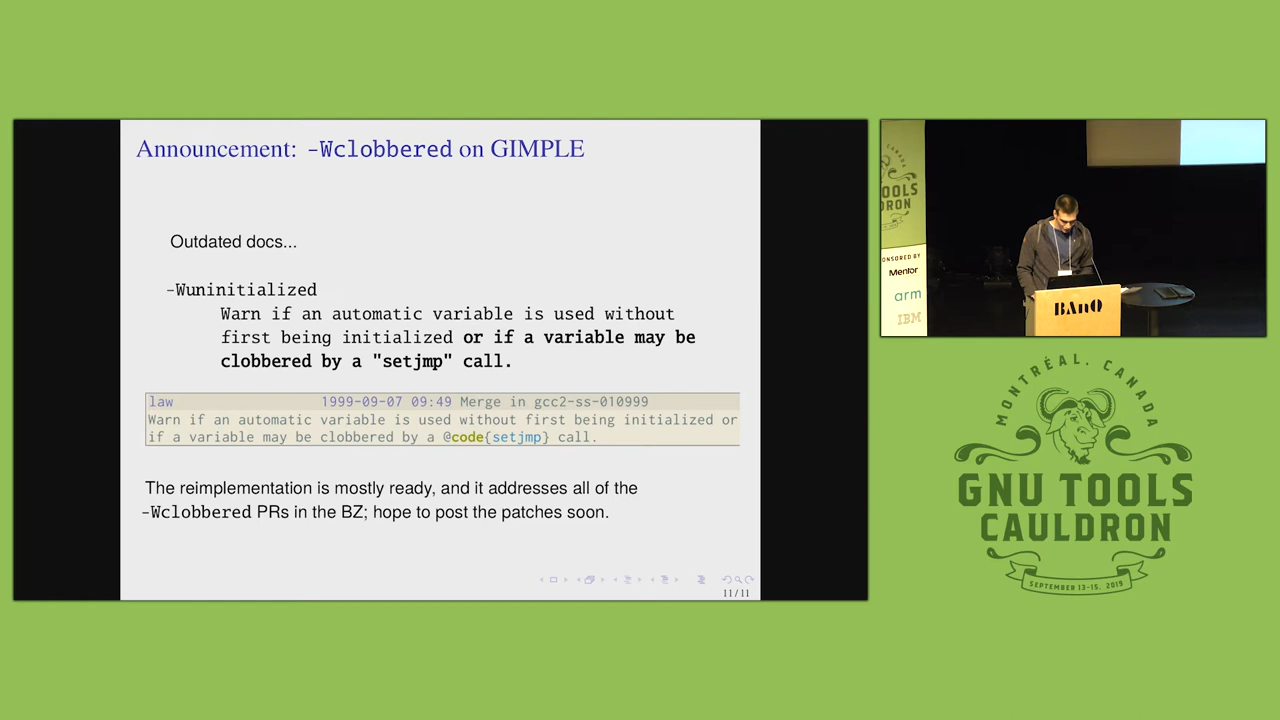 Announcement: -Wclobbered on GIMPLE
Outdated docs...
-Wuninitialized
Warn if an automatic variable is used without
first being initialized or if a variable may be
clobbered by a "setjmp" call.
law 1999-09-07 09:49 Merge in gcc2-ss-010999
Warn if an automatic variable is used without first being initialized or
if a variable may be clobbered by a @code{setjmp} call.
The reimplementation is mostly ready, and it addresses all of the
-Wclobbered PRs in the BZ; hope to post the patches soon.
11/11
CANADA
TOOLS
DRON
ONSORED BY
Mentor
arm
IBM
BAnQ
MONTRÉAL, CANADA
GNU TOOLS
CAULDRON
SEPTEMBER 13-15, 2019